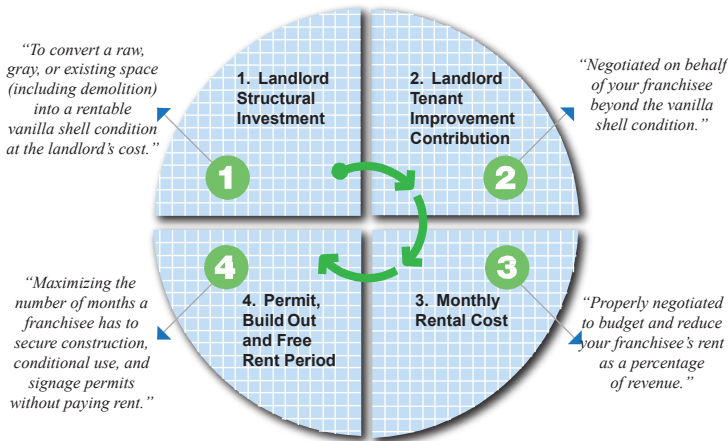 “To convert a raw,
gray, or existing space
(including demolition)
into a rentable
vanilla shell condition
at the landlord’s cost.”
1. Landlord
Structural
Investment
1
2. Landlord
Tenant
Improvement
Contribution
2
“Negotiated on behalf
of your franchisee
beyond the vanilla
shell condition.”
“Maximizing the
number of months a
franchisee has to
secure construction,
conditional use, and
signage permits
without paying rent.”
4
4. Permit,
Build Out
and Free
Rent Period
3
3. Monthly
Rental Cost
“Properly negotiated
to budget and reduce
your franchisee’s rent
as a percentage
of revenue.”